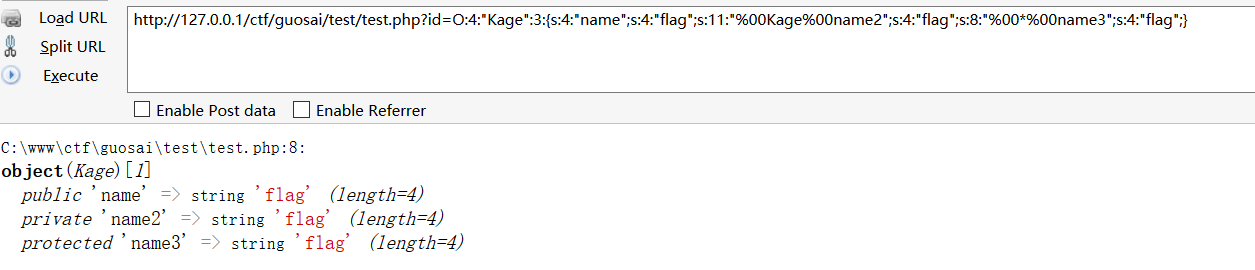 Load URL
http://127.0.0.1/ctf/guosai/test/test.php?id=O:4:"Kage":3:{s:4:"name";s:4:"flag";s:11:"%00Kage%00name2";s:4:"flag";s:8:"%00*%00name3";s:4:"flag";}
Split URL
Execute
Enable Post data Enable Referrer
C:\www\ctf\guosai\test\test.php:8:
object(Kage)[1]
public 'name' => string 'flag' (length=4)
private 'name2' => string 'flag' (length=4)
protected 'name3' => string 'flag' (length=4)